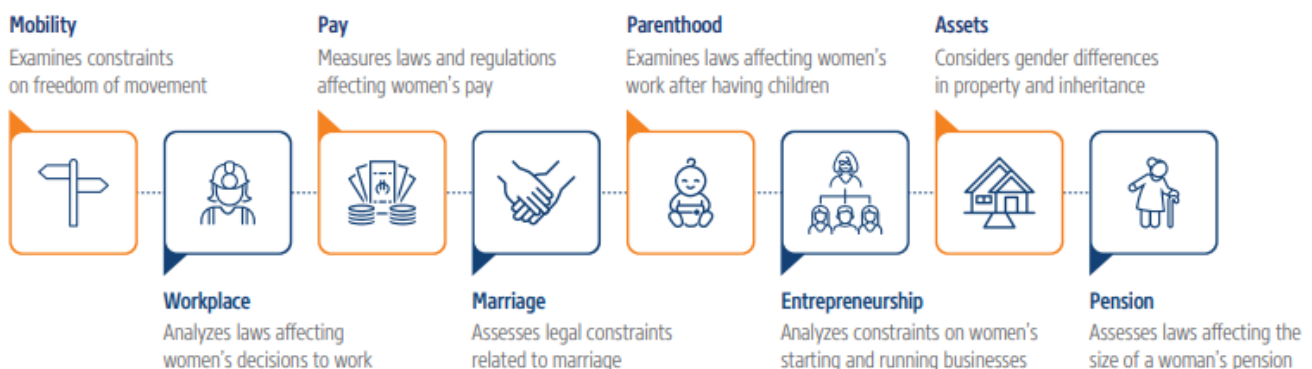 Mobility
Examines constraints
on freedom of movement
Pay
Measures laws and regulations
affecting women's pay
Parenthood
Examines laws affecting women's
work after having children
Assets
Considers gender differences
in property and inheritance
Workplace
Analyzes laws affecting
women's decisions to work
Marriage
Assesses legal constraints
related to marriage
Entrepreneurship
Analyzes constraints on women's
starting and running businesses
Pension
Assesses laws affecting the
size of a woman's pension